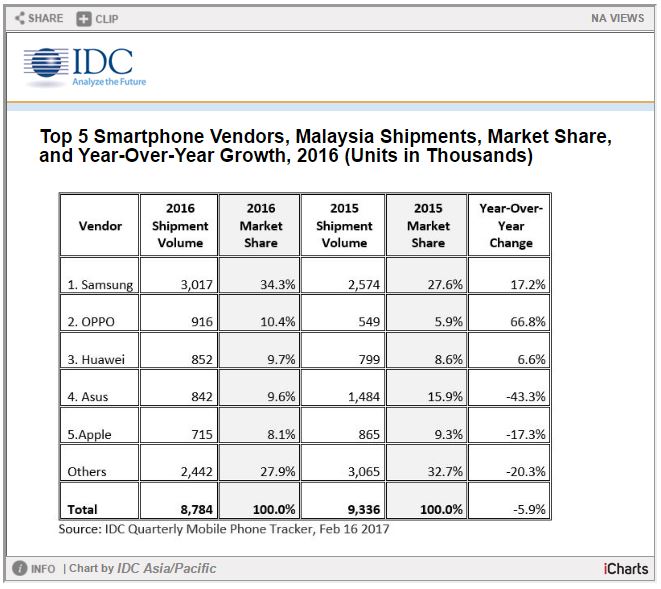 SHARE CLIP NA VIEWS
IDC
Analyze the Future
Top 5 Smartphone Vendors, Malaysia Shipments, Market Share,
and Year-Over-Year Growth, 2016 (Units in Thousands)
Vendor 2016 Shipment Volume 2016 Market Share 2015 Shipment Volume 2015 Market Share Year-Over-Year Change
1. Samsung 3,017 34.3% 2,574 27.6% 17.2%
2. OPPO 916 10.4% 549 5.9% 66.8%
3. Huawei 852 9.7% 799 8.6% 6.6%
4. Asus 842 9.6% 1,484 15.9% -43.3%
5.Apple 715 8.1% 865 9.3% -17.3%
Others 2,442 27.9% 3,065 32.7% -20.3%
Total 8,784 100.0% 9,336 100.0% -5.9%
Source: IDC Quarterly Mobile Phone Tracker, Feb 16 2017
INFO | Chart by IDC Asia/Pacific iCharts